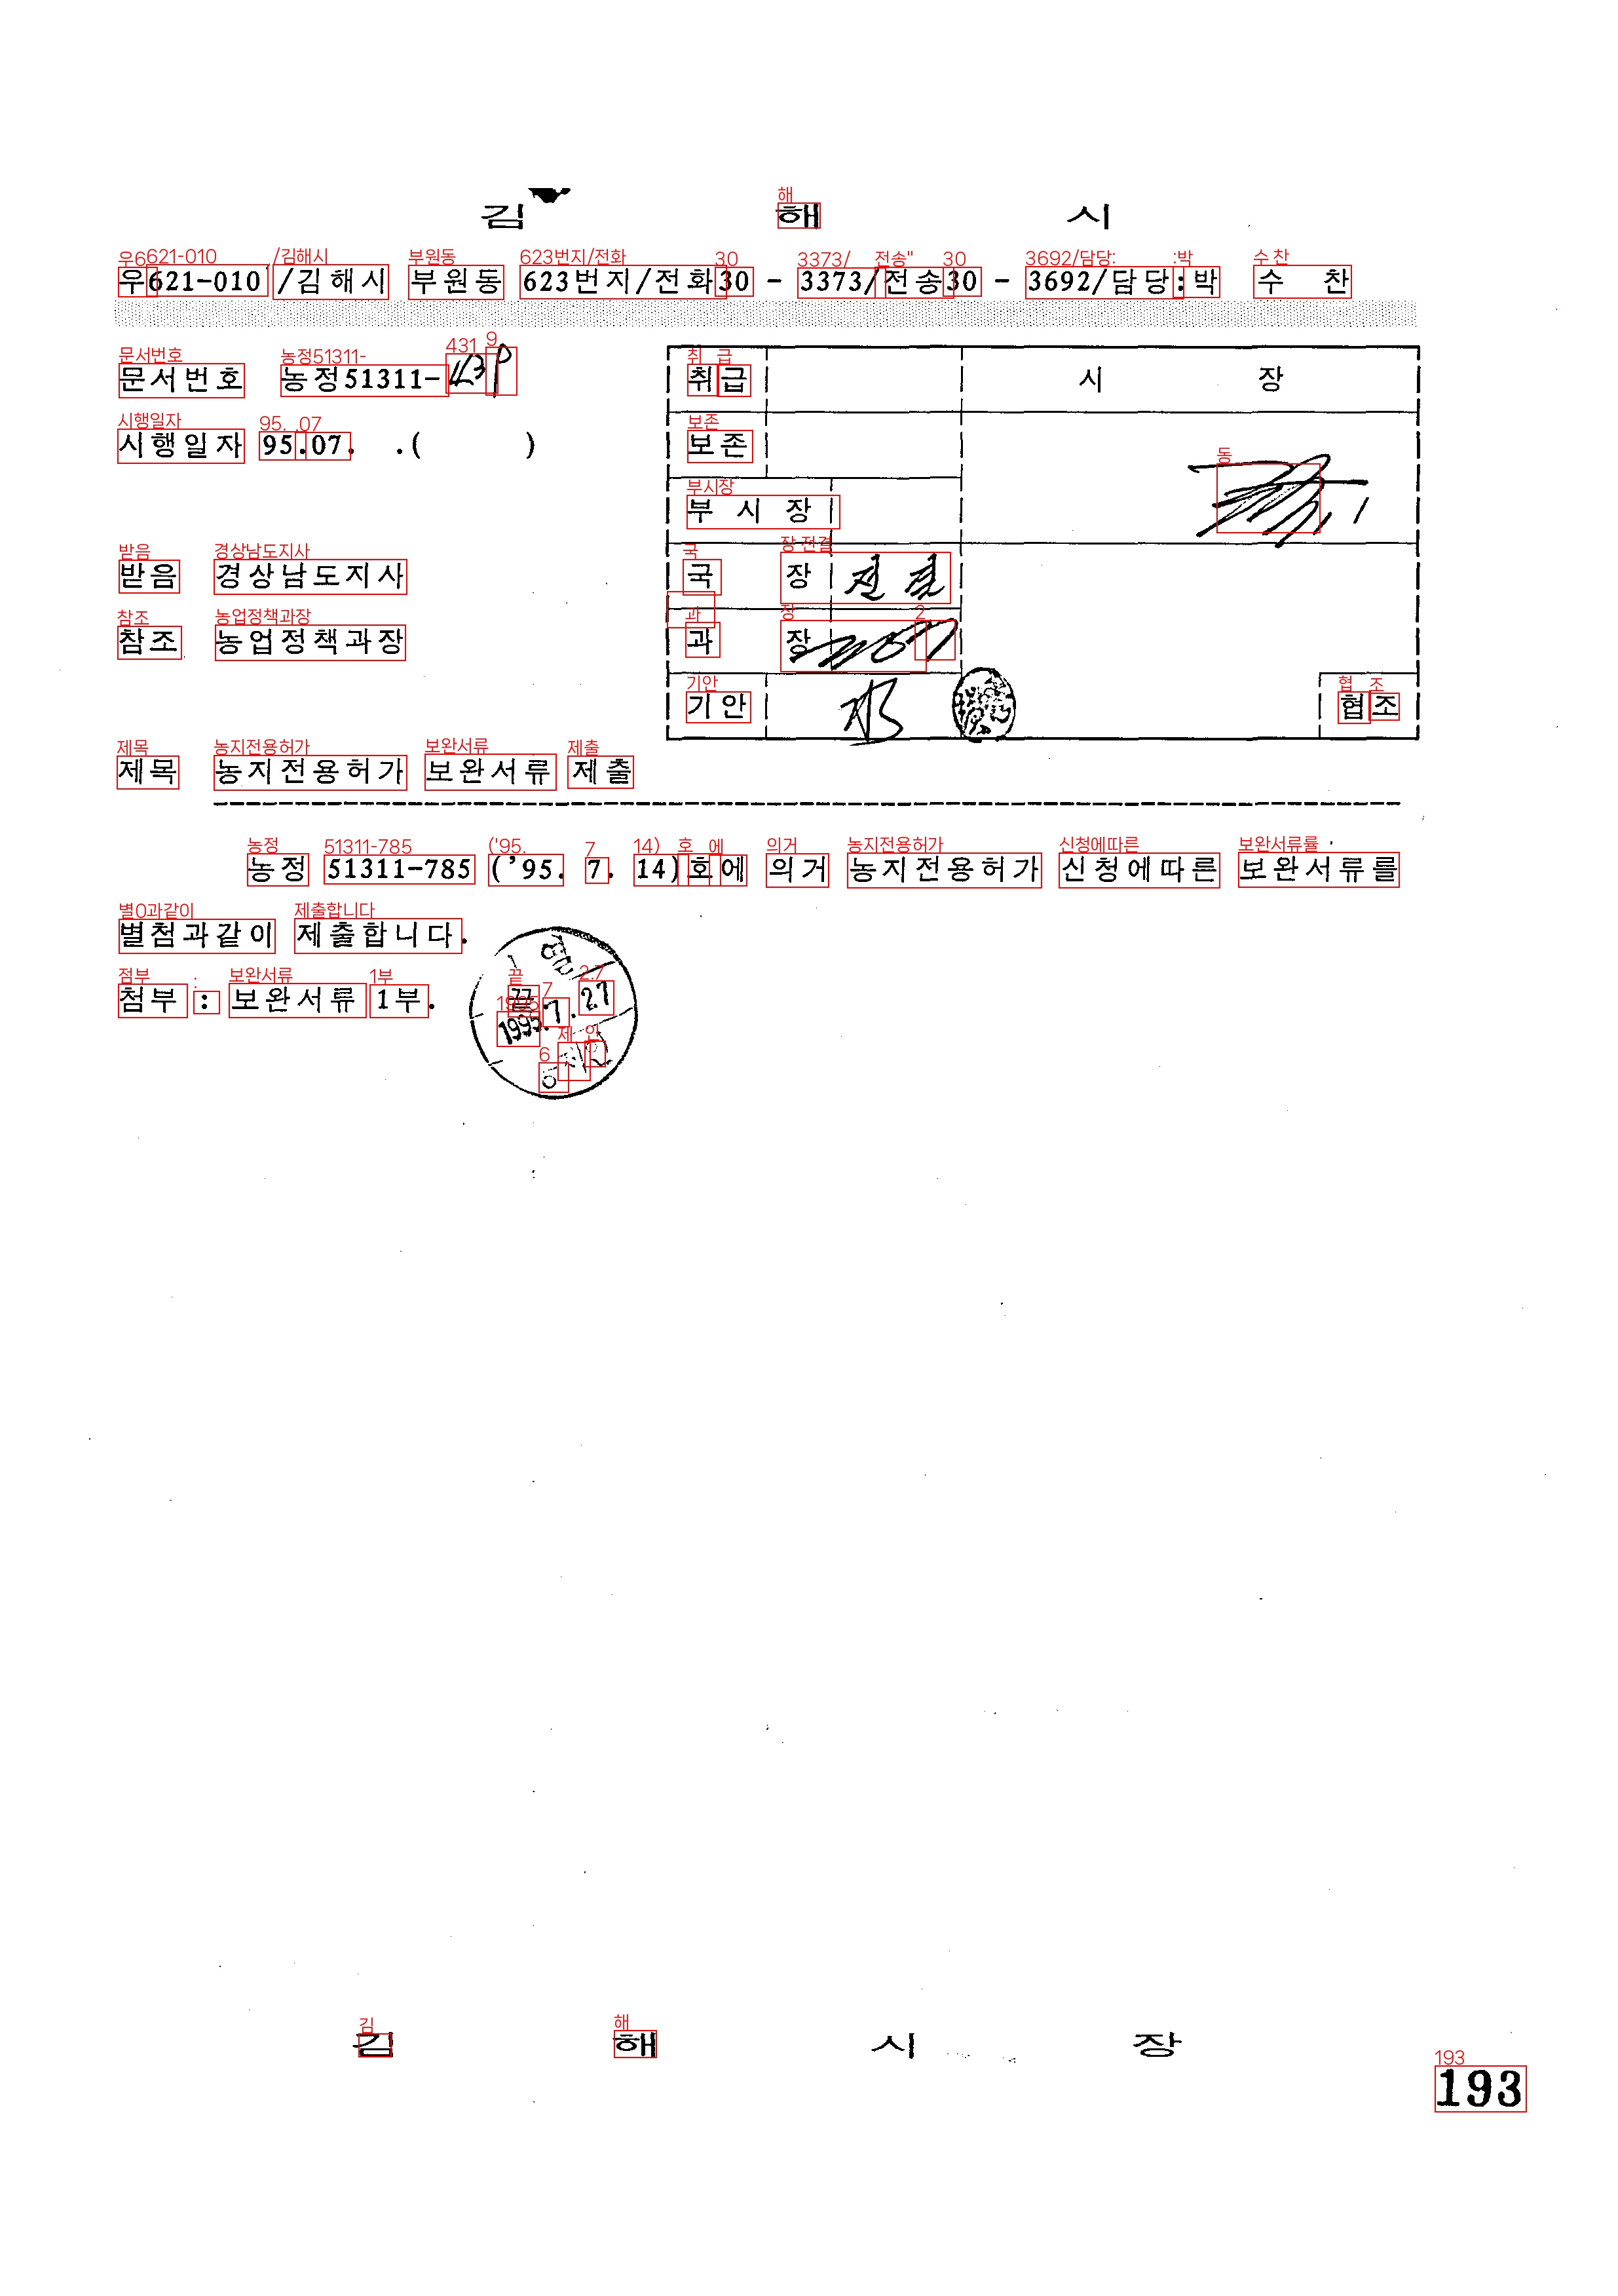 김 해 시
우621-010 /김해시 부원동 623번지/전화30 - 3373/전송30 - 3692/담당:박 수 찬
문서번호 농정51311-
시행일자 95.07. .( )
받음 경상남도지사
참조 농업정책과장
취급 시 장
보존
부 시 장
국 장 전결
과 장
기안 협조
제목 농지전용허가 보완서류 제출
농정 51311-785 ('95. 7. 14)호에 의거 농지전용허가 신청에따른 보완서류를
별첨과같이 제출합니다.
첨부 : 보완서류 1부. 끝.
1995. 7. 27
김 해 시 장
193